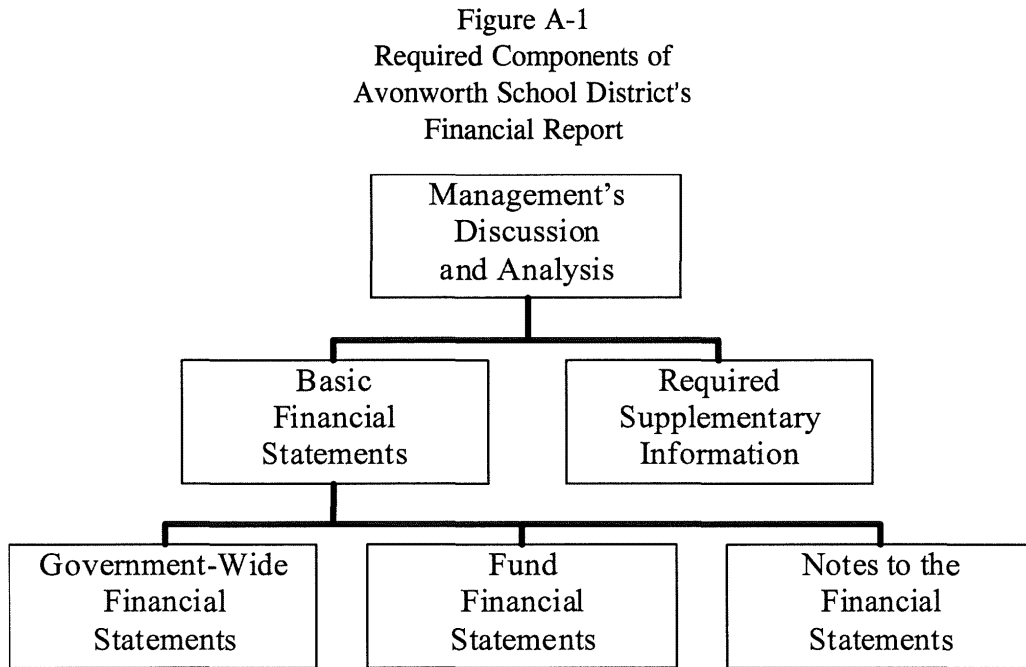 Figure A-1
Required Components of
Avonworth School District's
Financial Report
Management’s
Discussion
and Analysis
Basic
Financial
Statements
Required
Supplementary
Information
Government-Wide
Financial
Statements
Fund
Financial
Statements
Notes to the
Financial
Statements